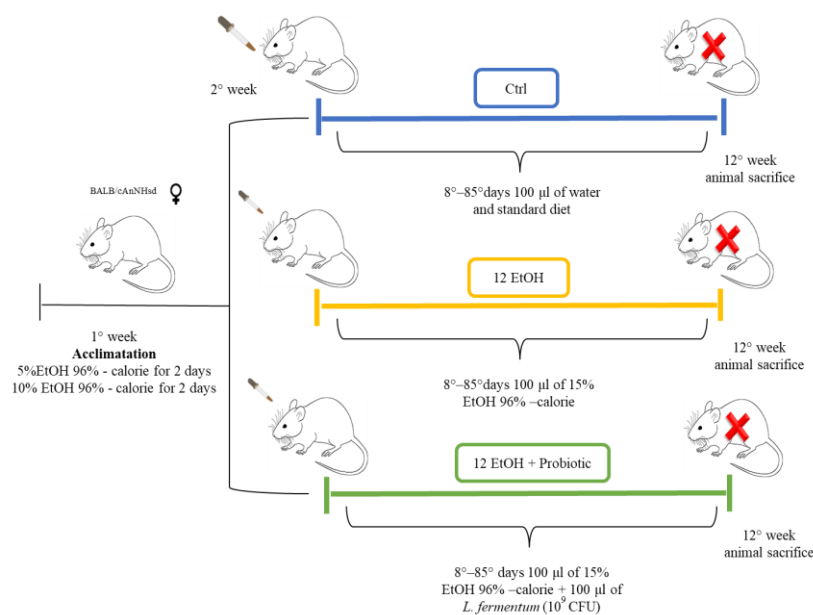 2° week
Ctrl
8°–85°days 100 µl of water
and standard diet
12° week
animal sacrifice
BALB/cAnNHsd
1° week
Acclimatation
5%EtOH 96% - calorie for 2 days
10% EtOH 96% - calorie for 2 days
12 EtOH
8°–85°days 100 µl of 15%
EtOH 96% –calorie
12° week
animal sacrifice
12 EtOH + Probiotic
8°–85° days 100 µl of 15%
EtOH 96% –calorie + 100 µl of
L. fermentum (10⁹ CFU)
12° week
animal sacrifice